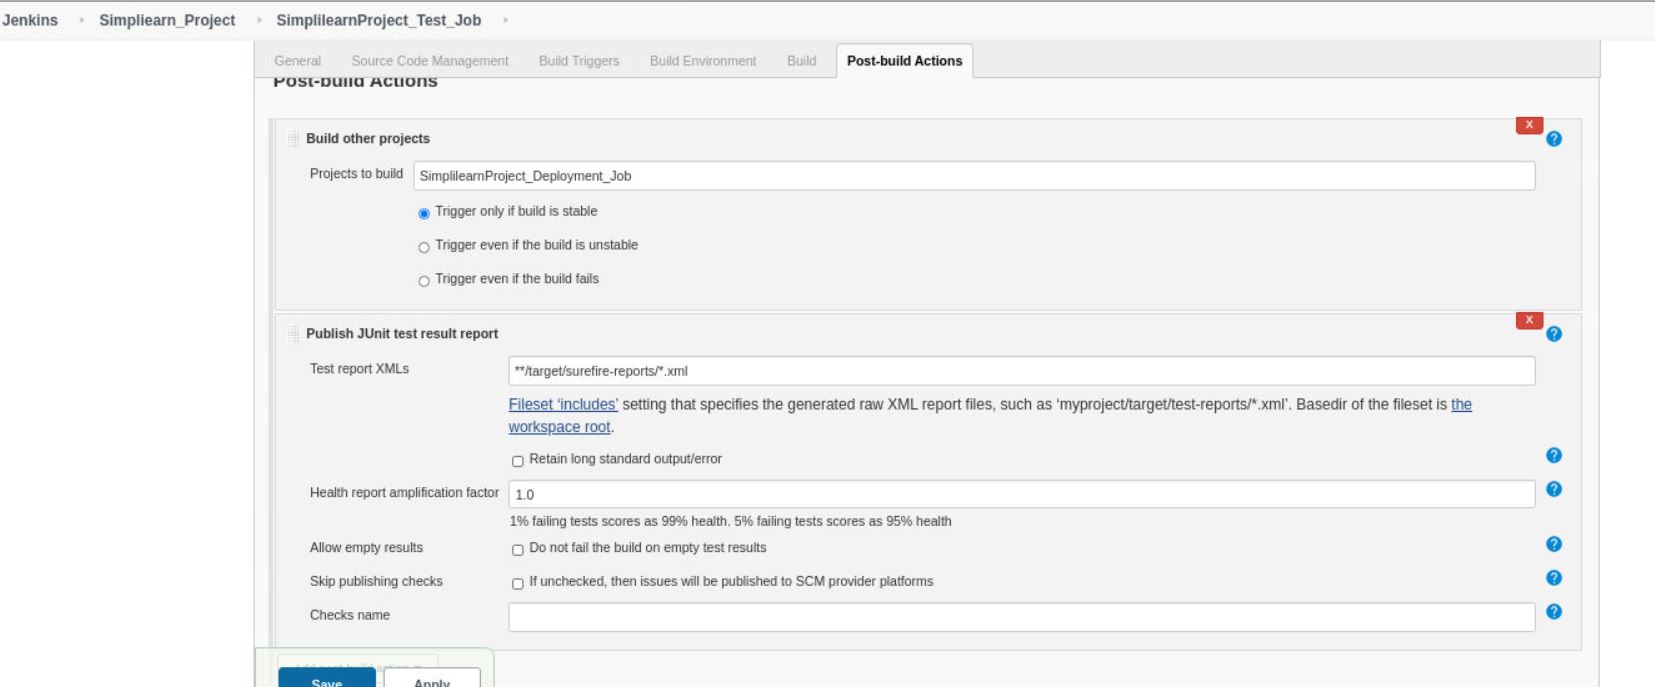 Jenkins Simpliearn_Project SimplilearnProject_Test_Job
General Source Code Management Build Triggers Build Environment Build Post-build Actions
Post-build Actions
X
Build other projects ?
Projects to build SimplilearnProject_Deployment_Job
Trigger only if build is stable
Trigger even if the build is unstable
Trigger even if the build fails
X
Publish JUnit test result report ?
Test report XMLs **/target/surefire-reports/*.xml
Fileset ‘includes’ setting that specifies the generated raw XML report files, such as ‘myproject/target/test-reports/*.xml’. Basedir of the fileset is the
workspace root.
Retain long standard output/error ?
Health report amplification factor 1.0 ?
1% failing tests scores as 99% health. 5% failing tests scores as 95% health
Allow empty results Do not fail the build on empty test results ?
Skip publishing checks If unchecked, then issues will be published to SCM provider platforms ?
Checks name ?
Add post-build action
Save Apply